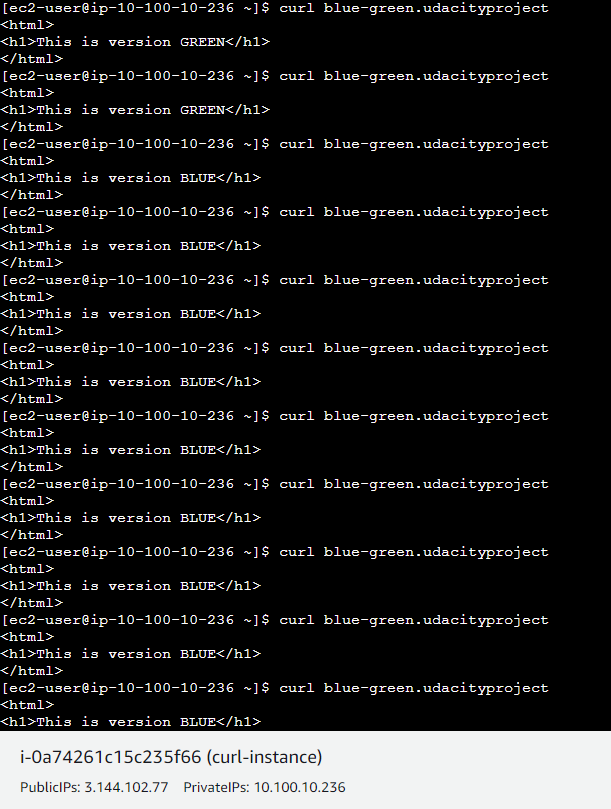 [ec2-user@ip-10-100-10-236 ~]$ curl blue-green.udacityproject
<html>
<h1>This is version GREEN</h1>
</html>
[ec2-user@ip-10-100-10-236 ~]$ curl blue-green.udacityproject
<html>
<h1>This is version GREEN</h1>
</html>
[ec2-user@ip-10-100-10-236 ~]$ curl blue-green.udacityproject
<html>
<h1>This is version BLUE</h1>
</html>
[ec2-user@ip-10-100-10-236 ~]$ curl blue-green.udacityproject
<html>
<h1>This is version BLUE</h1>
</html>
[ec2-user@ip-10-100-10-236 ~]$ curl blue-green.udacityproject
<html>
<h1>This is version BLUE</h1>
</html>
[ec2-user@ip-10-100-10-236 ~]$ curl blue-green.udacityproject
<html>
<h1>This is version BLUE</h1>
</html>
[ec2-user@ip-10-100-10-236 ~]$ curl blue-green.udacityproject
<html>
<h1>This is version BLUE</h1>
</html>
[ec2-user@ip-10-100-10-236 ~]$ curl blue-green.udacityproject
<html>
<h1>This is version BLUE</h1>
</html>
[ec2-user@ip-10-100-10-236 ~]$ curl blue-green.udacityproject
<html>
<h1>This is version BLUE</h1>
</html>
[ec2-user@ip-10-100-10-236 ~]$ curl blue-green.udacityproject
<html>
<h1>This is version BLUE</h1>
</html>
[ec2-user@ip-10-100-10-236 ~]$ curl blue-green.udacityproject
<html>
<h1>This is version BLUE</h1>
i-0a74261c15c235f66 (curl-instance)
PublicIPs: 3.144.102.77 PrivateIPs: 10.100.10.236